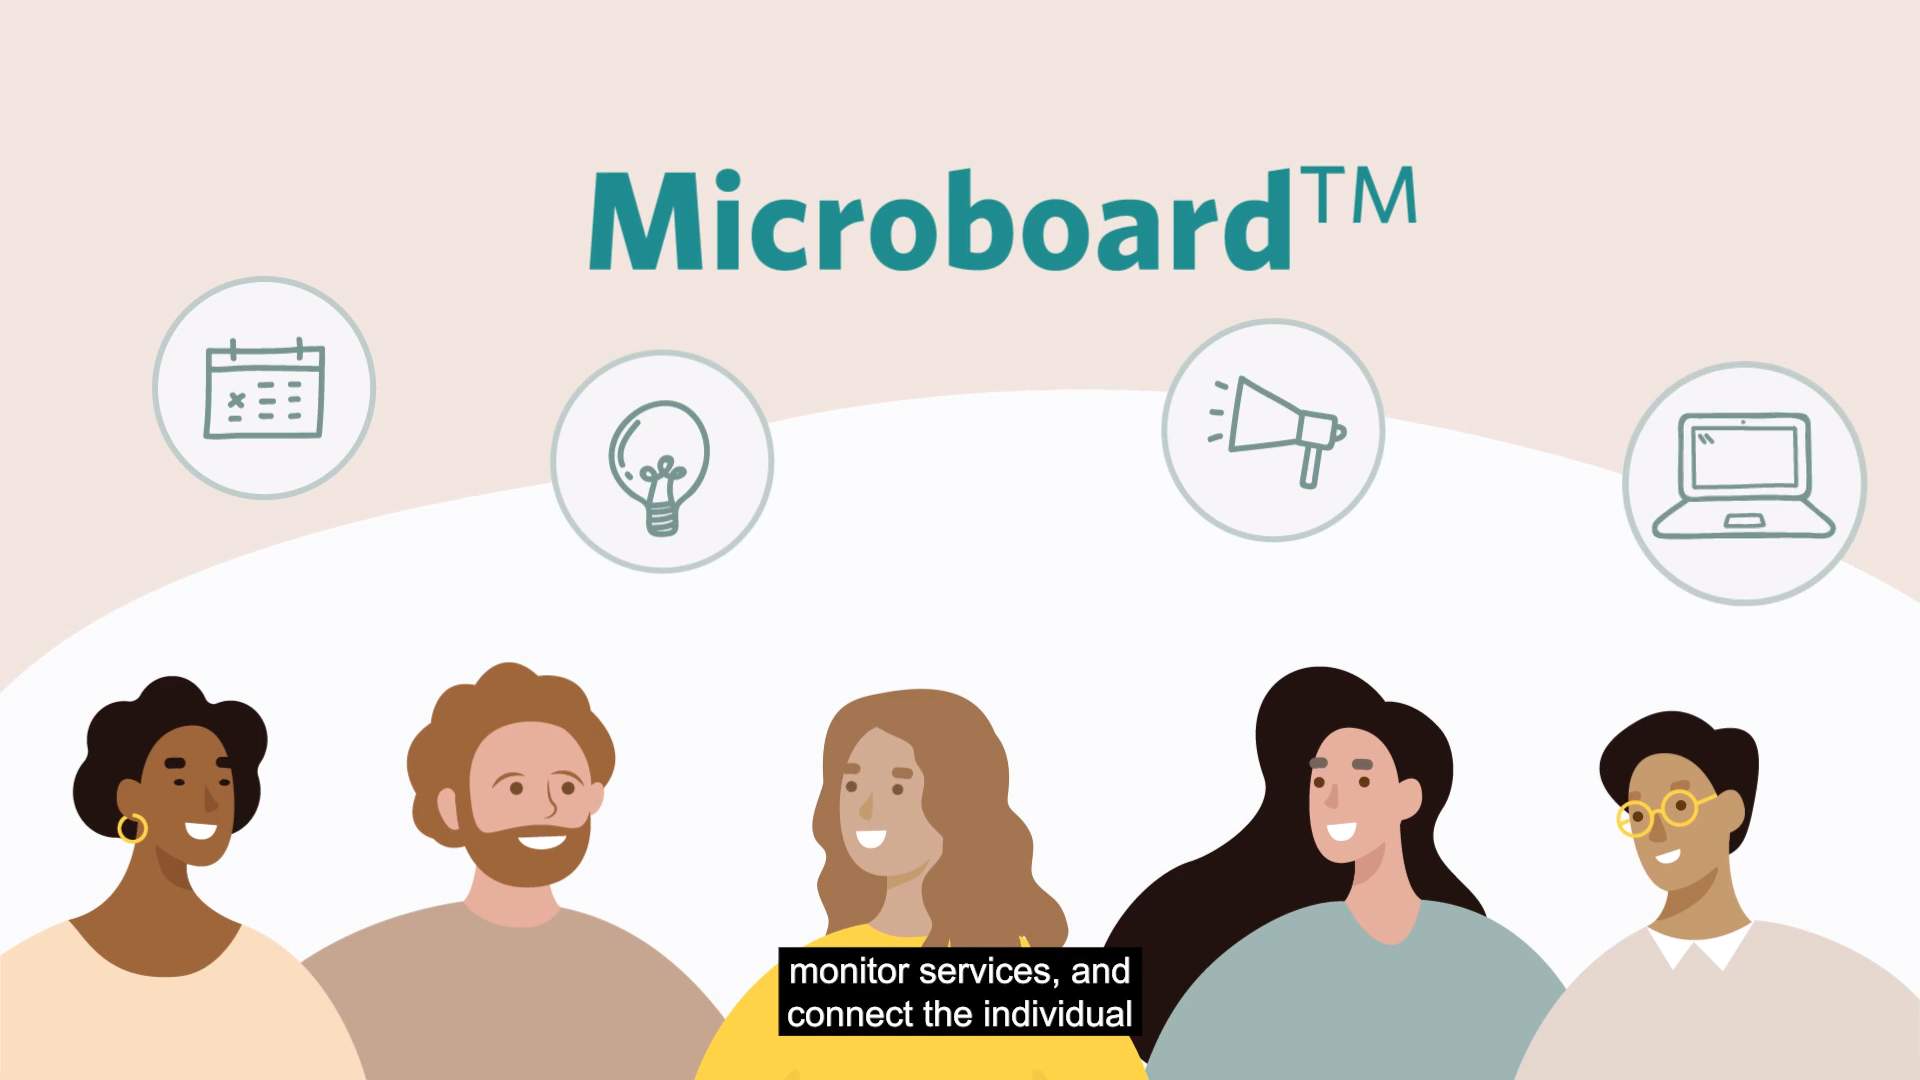 Microboard™
monitor services, and
connect the individual